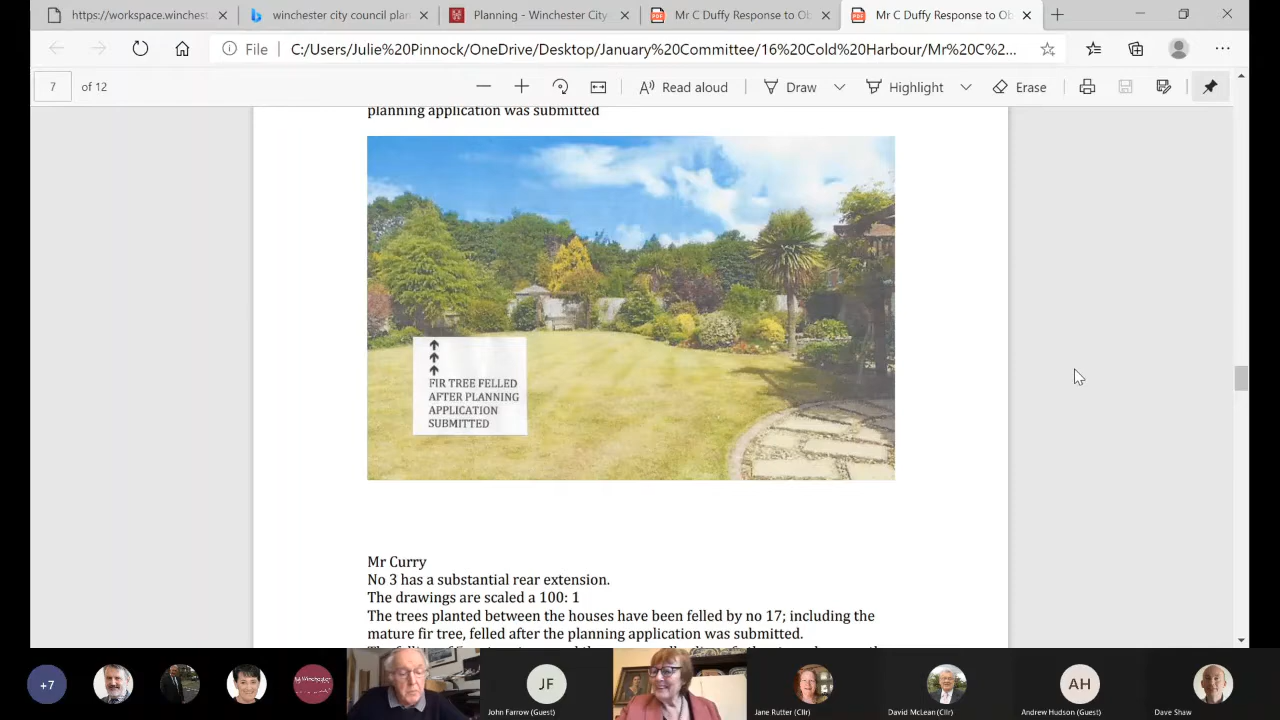 https://workspace.winchest
winchester city council plan
Planning - Winchester City
Mr C Duffy Response to Ob
Mr C Duffy Response to Ob
File
C:/Users/Julie%20Pinnock/OneDrive/Desktop/January%20Committee/16%20Cold%20Harbour/Mr%20C%2...
7 of 12
Read aloud
Draw
Highlight
Erase
planning application was submitted
FIR TREE FELLED
AFTER PLANNING
APPLICATION
SUBMITTED
Mr Curry
No 3 has a substantial rear extension.
The drawings are scaled a 100: 1
The trees planted between the houses have been felled by no 17; including the
mature fir tree, felled after the planning application was submitted.
+7
Winchester
JF
AH
John Farrow (Guest)
Jane Rutter (Cllr)
David McLean (Cllr)
Andrew Hudson (Guest)
Dave Shaw